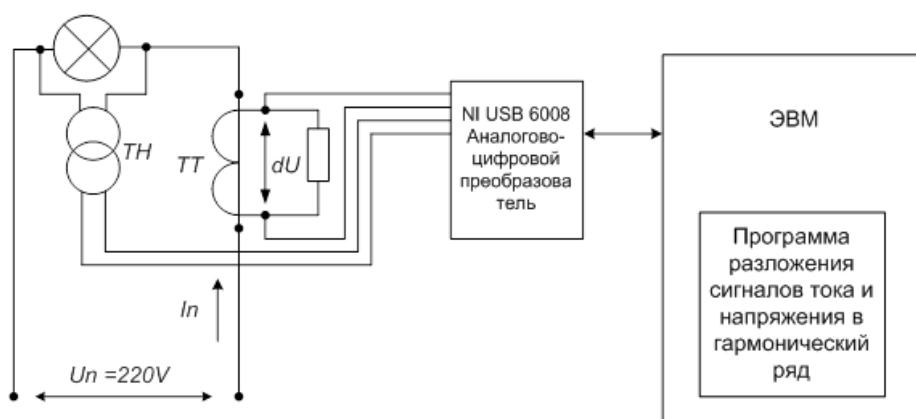 ТН
ТТ
dU
In
Un =220V
NI USB 6008
Аналогово-
цифровой
преобразова
тель
ЭВМ
Программа
разложения
сигналов тока и
напряжения в
гармонический
ряд